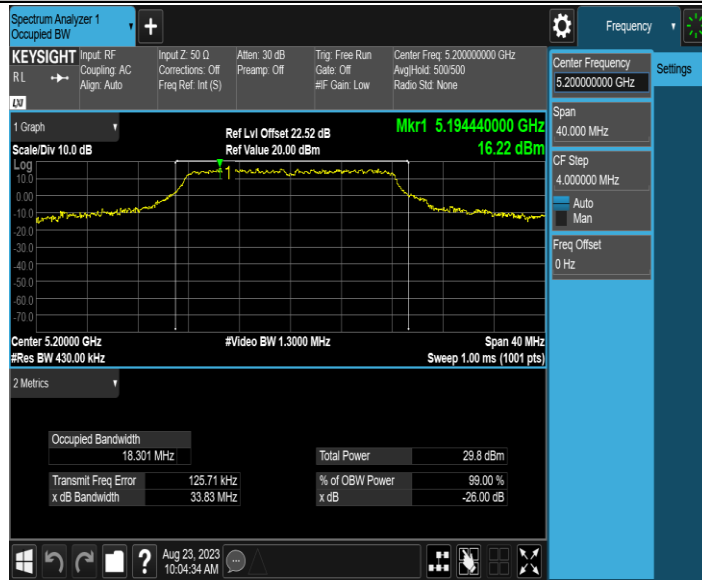 Spectrum Analyzer 1
Occupied BW
+
Frequency
KEYSIGHT
RL
LXI
Input: RF
Coupling: AC
Align: Auto
Input Z: 50 Ω
Corrections: Off
Freq Ref: Int (S)
Atten: 30 dB
Preamp: Off
Trig: Free Run
Gate: Off
#IF Gain: Low
Center Freq: 5.200000000 GHz
Avg|Hold: 500/500
Radio Std: None
Center Frequency
5.200000000 GHz
Settings
Span
40.000 MHz
CF Step
4.000000 MHz
Auto
Man
Freq Offset
0 Hz
1 Graph
Ref Lvl Offset 22.52 dB
Mkr1 5.194440000 GHz
Scale/Div 10.0 dB
Ref Value 20.00 dBm
16.22 dBm
Log
10.0
0.00
-10.0
-20.0
-30.0
-40.0
-50.0
-60.0
-70.0
1
Center 5.20000 GHz
#Video BW 1.3000 MHz
Span 40 MHz
#Res BW 430.00 kHz
Sweep 1.00 ms (1001 pts)
2 Metrics
Occupied Bandwidth
18.301 MHz
Total Power 29.8 dBm
Transmit Freq Error 125.71 kHz
% of OBW Power 99.00 %
x dB Bandwidth 33.83 MHz
x dB -26.00 dB
?
Aug 23, 2023
10:04:34 AM